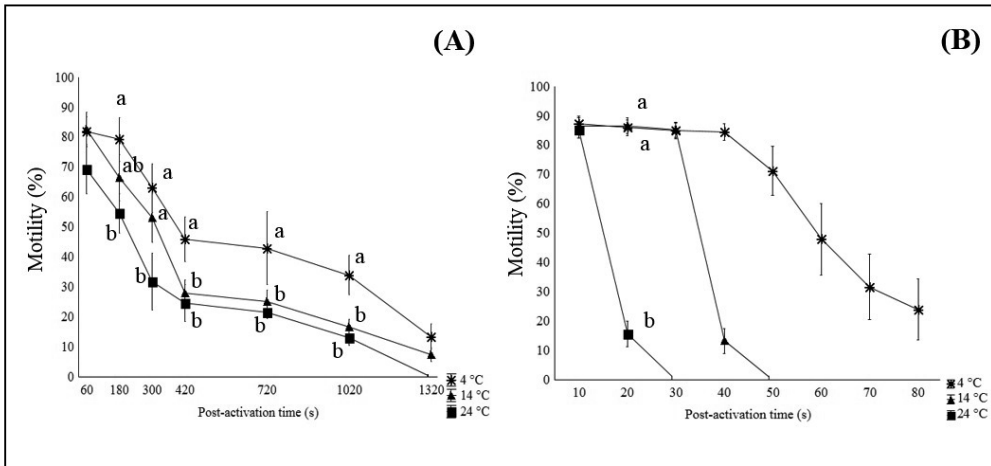 (A)
Motility (%)
100
90
80
70
60
50
40
30
20
10
0
a
ab
a
a
a
a
a
b
b
b
b
b
b
b
b
60 180 300 420 720 1020 1320
Post-activation time (s)
4 °C
14 °C
24 °C
(B)
Motility (%)
100
90
80
70
60
50
40
30
20
10
0
a
a
b
10 20 30 40 50 60 70 80
Post-activation time (s)
4 °C
14 °C
24 °C